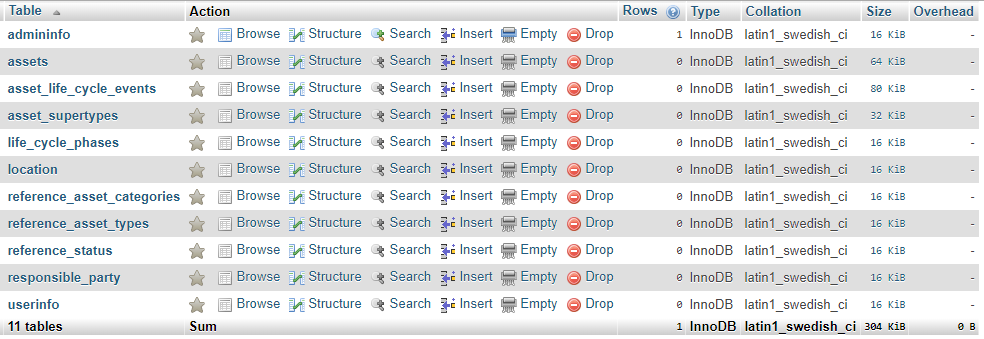 Table Action Rows Type Collation Size Overhead
admininfo Browse Structure Search Insert Empty Drop 1 InnoDB latin1_swedish_ci 16 KiB -
assets Browse Structure Search Insert Empty Drop 0 InnoDB latin1_swedish_ci 64 KiB -
asset_life_cycle_events Browse Structure Search Insert Empty Drop 0 InnoDB latin1_swedish_ci 80 KiB -
asset_supertypes Browse Structure Search Insert Empty Drop 0 InnoDB latin1_swedish_ci 32 KiB -
life_cycle_phases Browse Structure Search Insert Empty Drop 0 InnoDB latin1_swedish_ci 16 KiB -
location Browse Structure Search Insert Empty Drop 0 InnoDB latin1_swedish_ci 16 KiB -
reference_asset_categories Browse Structure Search Insert Empty Drop 0 InnoDB latin1_swedish_ci 16 KiB -
reference_asset_types Browse Structure Search Insert Empty Drop 0 InnoDB latin1_swedish_ci 16 KiB -
reference_status Browse Structure Search Insert Empty Drop 0 InnoDB latin1_swedish_ci 16 KiB -
responsible_party Browse Structure Search Insert Empty Drop 0 InnoDB latin1_swedish_ci 16 KiB -
userinfo Browse Structure Search Insert Empty Drop 0 InnoDB latin1_swedish_ci 16 KiB -
11 tables Sum 1 InnoDB latin1_swedish_ci 304 KiB 0 B